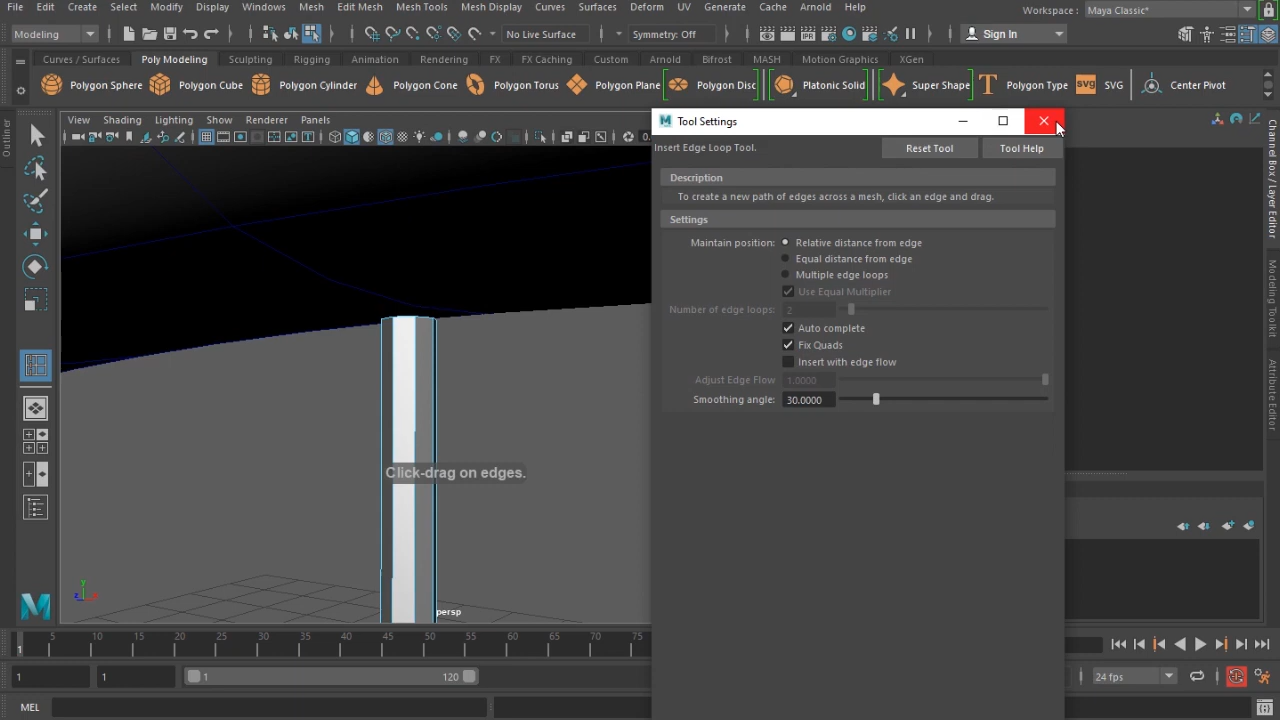 File Edit Create Select Modify Display Windows Mesh Edit Mesh Mesh Tools Mesh Display Curves Surfaces Deform UV Generate Cache Arnold Help
Workspace : Maya Classic*
Modeling No Live Surface Symmetry: Off Sign In
Curves / Surfaces Poly Modeling Sculpting Rigging Animation Rendering FX FX Caching Custom Arnold Bifrost MASH Motion Graphics XGen
Polygon Sphere Polygon Cube Polygon Cylinder Polygon Cone Polygon Torus Polygon Plane Polygon Disc Platonic Solid Super Shape T Polygon Type svg SVG Center Pivot
Outliner
View Shading Lighting Show Renderer Panels
Tool Settings
Insert Edge Loop Tool. Reset Tool Tool Help
Description
To create a new path of edges across a mesh, click an edge and drag.
Settings
Maintain position: Relative distance from edge
Equal distance from edge
Multiple edge loops
Use Equal Multiplier
Number of edge loops: 2
Auto complete
Fix Quads
Insert with edge flow
Adjust Edge Flow 1.0000
Smoothing angle: 30.0000
Channel Box / Layer Editor
Modeling Toolkit
Attribute Editor
Click-drag on edges.
y
z x
persp
M
5 10 15 20 25 30 35 40 45 50 55 60 65 70 75
1
1 1 1 120 24 fps
MEL